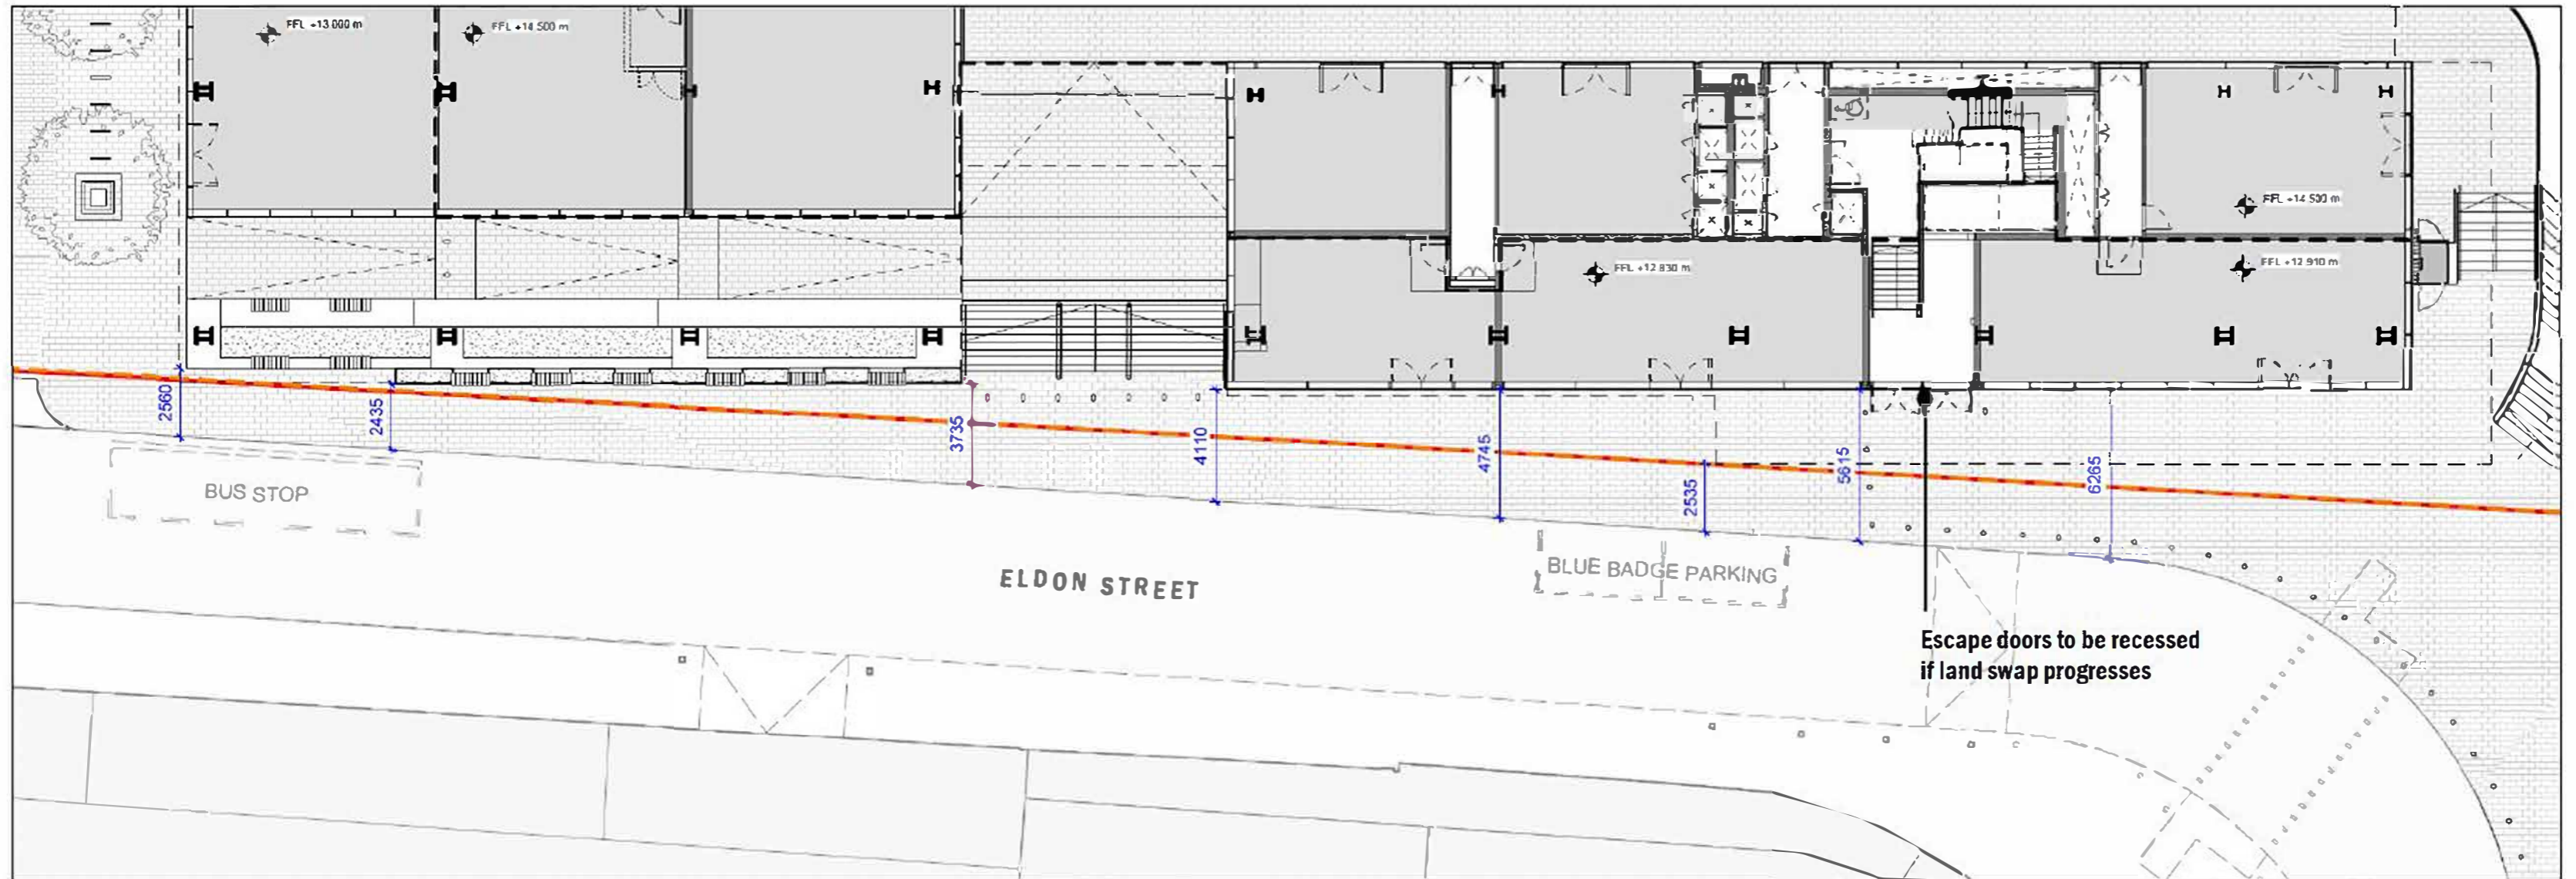 FFL +13.000 m
FFL +14.500 m
FFL +14.500 m
FFL +12.830 m
FFL +12.910 m
2560
2435
3735
4110
4745
2535
5615
6265
BUS STOP
BLUE BADGE PARKING
ELDON STREET
Escape doors to be recessed
if land swap progresses